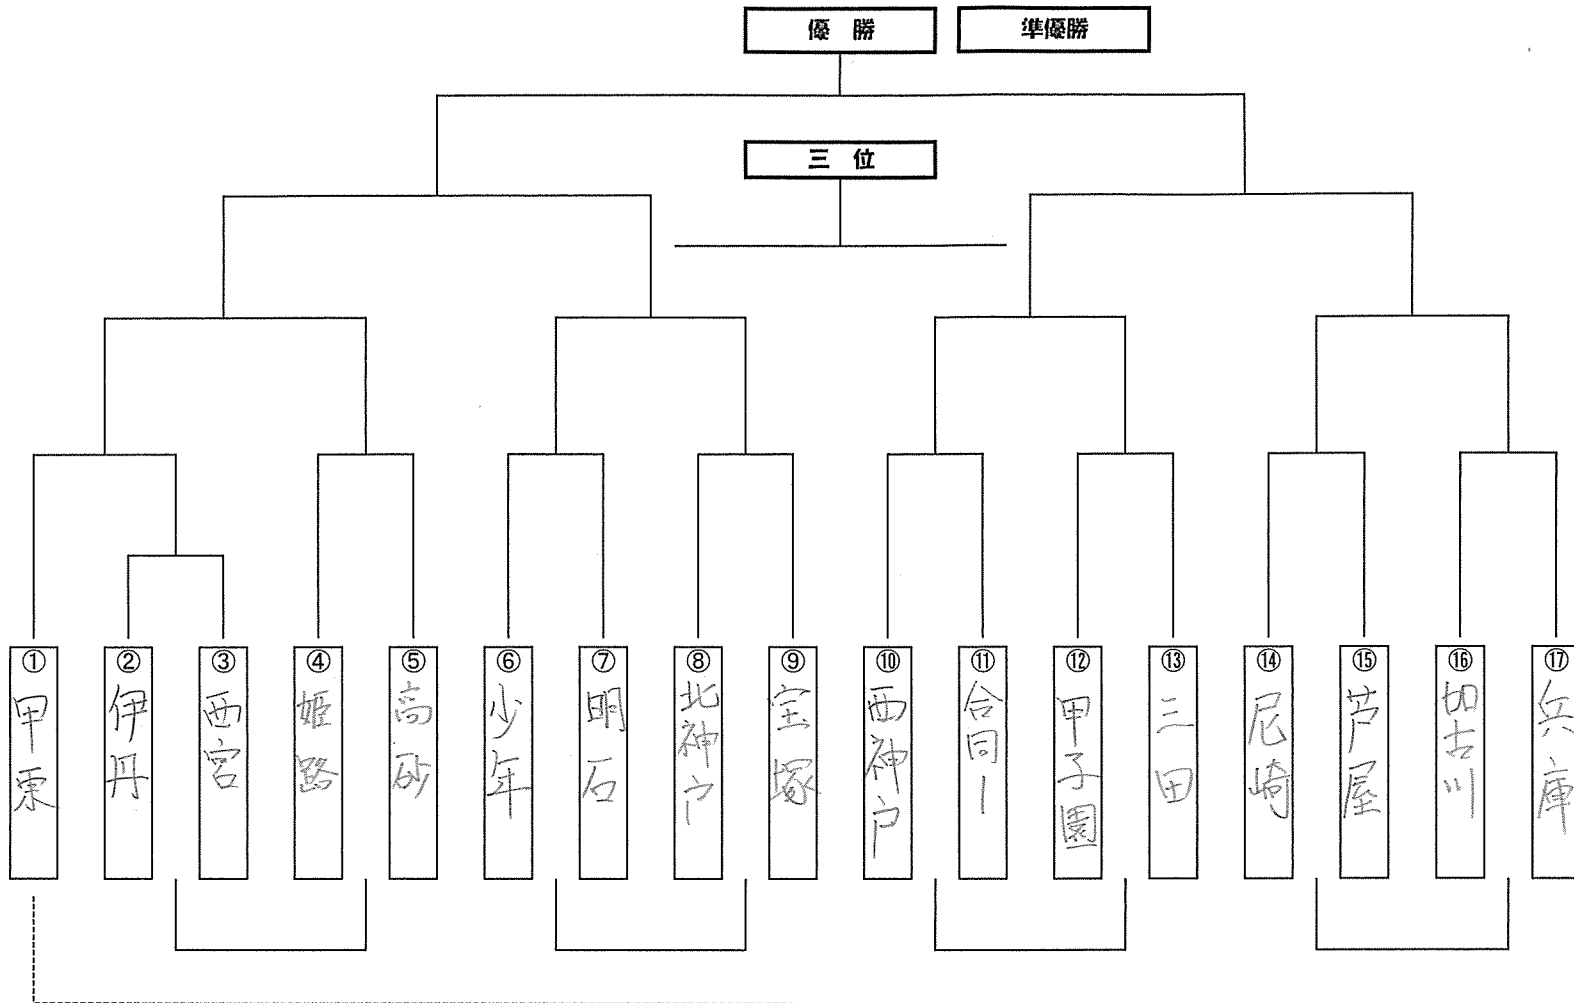 優 勝
準優勝
三 位
① 甲東
② 伊丹
③ 西宮
④ 姫路
⑤ 高砂
⑥ 少年
⑦ 明石
⑧ 北神戸
⑨ 宝塚
⑩ 西神戸
⑪ 合同1
⑫ 甲子園
⑬ 三田
⑭ 尼崎
⑮ 芦屋
⑯ 加古川
⑰ 兵庫